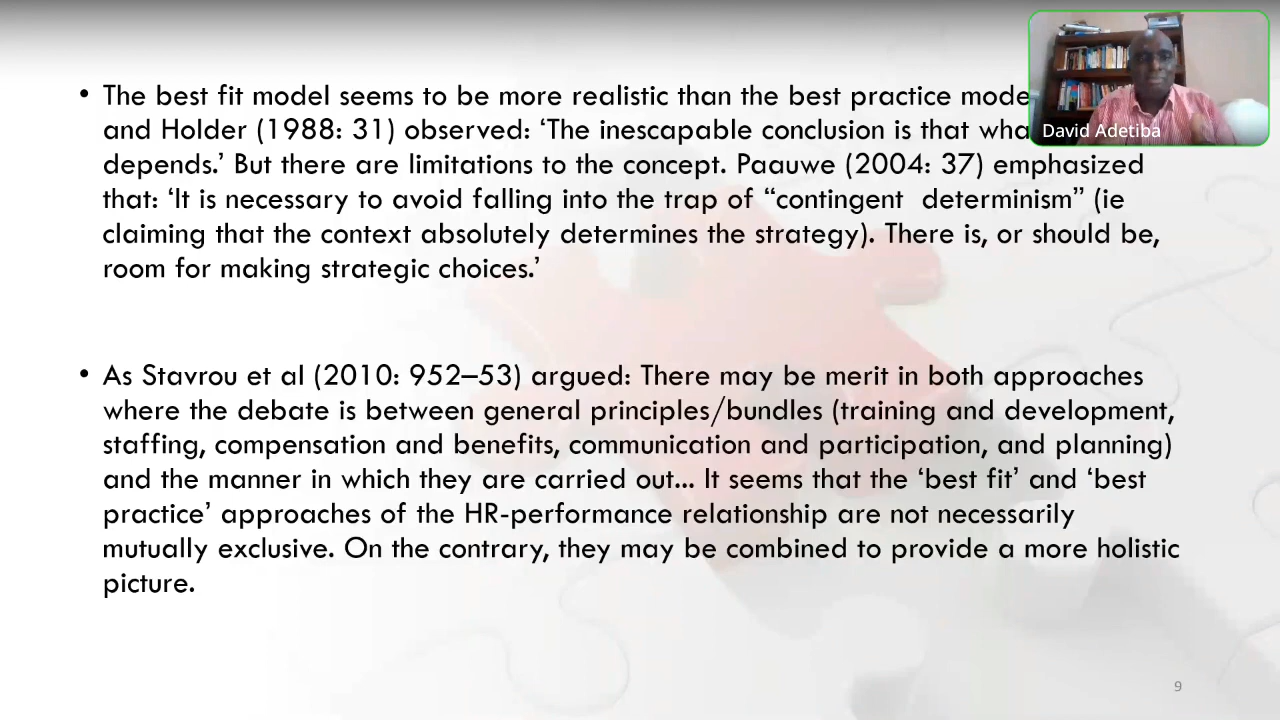 • The best fit model seems to be more realistic than the best practice mode
and Holder (1988: 31) observed: ‘The inescapable conclusion is that wha
depends.’ But there are limitations to the concept. Paauwe (2004: 37) emphasized
that: ‘It is necessary to avoid falling into the trap of “contingent  determinism” (ie
claiming that the context absolutely determines the strategy). There is, or should be,
room for making strategic choices.’
• As Stavrou et al (2010: 952–53) argued: There may be merit in both approaches
where the debate is between general principles/bundles (training and development,
staffing, compensation and benefits, communication and participation, and planning)
and the manner in which they are carried out... It seems that the ‘best fit’ and ‘best
practice’ approaches of the HR-performance relationship are not necessarily
mutually exclusive. On the contrary, they may be combined to provide a more holistic
picture.
David Adetiba
9